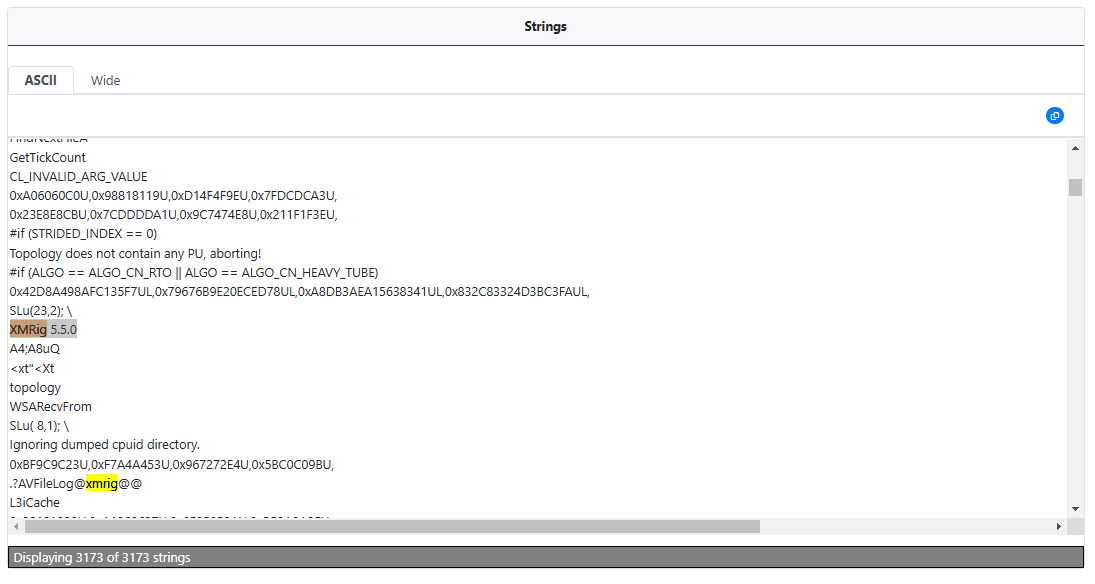 Strings
ASCII Wide
FindNextFileA
GetTickCount
CL_INVALID_ARG_VALUE
0xA06060C0U,0x98818119U,0xD14F4F9EU,0x7FDCDCA3U,
0x23E8E8CBU,0x7CDDDDA1U,0x9C7474E8U,0x211F1F3EU,
#if (STRIDED_INDEX == 0)
Topology does not contain any PU, aborting!
#if (ALGO == ALGO_CN_RTO || ALGO == ALGO_CN_HEAVY_TUBE)
0x42D8A498AFC135F7UL,0x79676B9E20ECED78UL,0xA8DB3AEA15638341UL,0x832C83324D3BC3FAUL,
SLu(23,2); \
XMRig 5.5.0
A4;A8uQ
<xt"<Xt
topology
WSARecvFrom
SLu( 8,1); \
Ignoring dumped cpuid directory.
0xBF9C9C23U,0xF7A4A453U,0x967272E4U,0x5BC0C09BU,
.?AVFileLog@xmrig@@
L3iCache
Displaying 3173 of 3173 strings